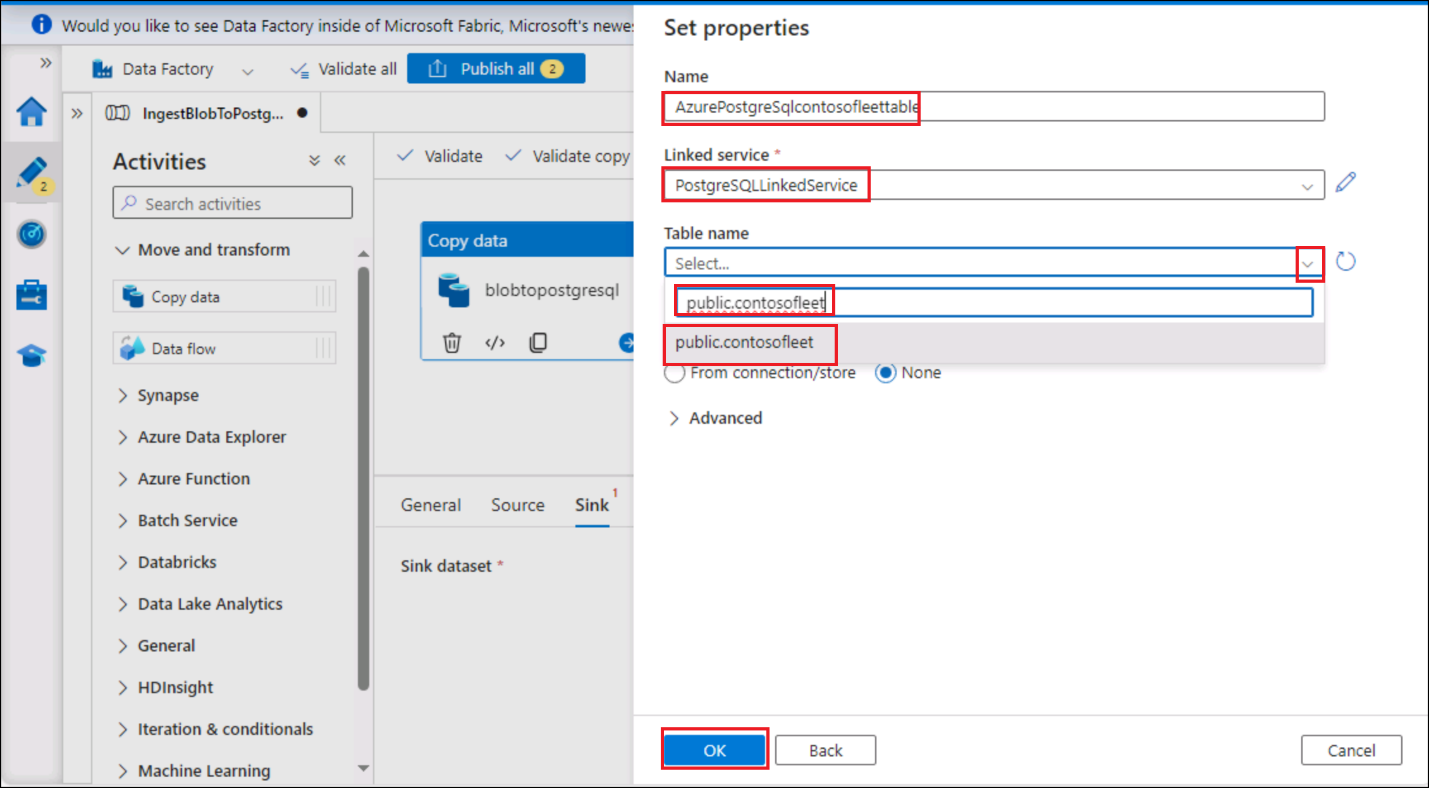 Would you like to see Data Factory inside of Microsoft Fabric, Microsoft's newe
Data Factory
Validate all
Publish all 2
IngestBlobToPostg...
2
Activities
Search activities
Move and transform
Copy data
Data flow
Synapse
Azure Data Explorer
Azure Function
Batch Service
Databricks
Data Lake Analytics
General
HDInsight
Iteration & conditionals
Machine Learning
Validate
Validate copy
Copy data
blobtopostgresql
General
Source
Sink 1
Sink dataset *
Set properties
Name
AzurePostgreSqlcontosofleettable
Linked service *
PostgreSQLLinkedService
Table name
Select...
public.contosofleet
public.contosofleet
From connection/store
None
Advanced
OK
Back
Cancel